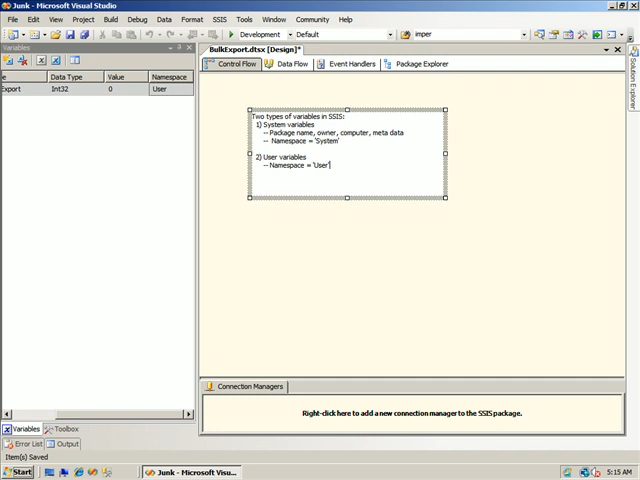 Junk - Microsoft Visual Studio
File Edit View Project Build Debug Data Format SSIS Tools Window Community Help
Development Default imper
Variables
BulkExport.dtsx [Design]*
Control Flow Data Flow Event Handlers Package Explorer
Data Type Value Namespace
Export Int32 0 User
Solution Explorer
Two types of variables in SSIS:
1) System variables
-- Package name, owner, computer, meta data
-- Namespace = 'System'
2) User variables
-- Namespace = 'User'
Connection Managers
Right-click here to add a new connection manager to the SSIS package.
Variables Toolbox
Error List Output
Item(s) Saved
Start Junk - Microsoft Visu... 5:15 AM